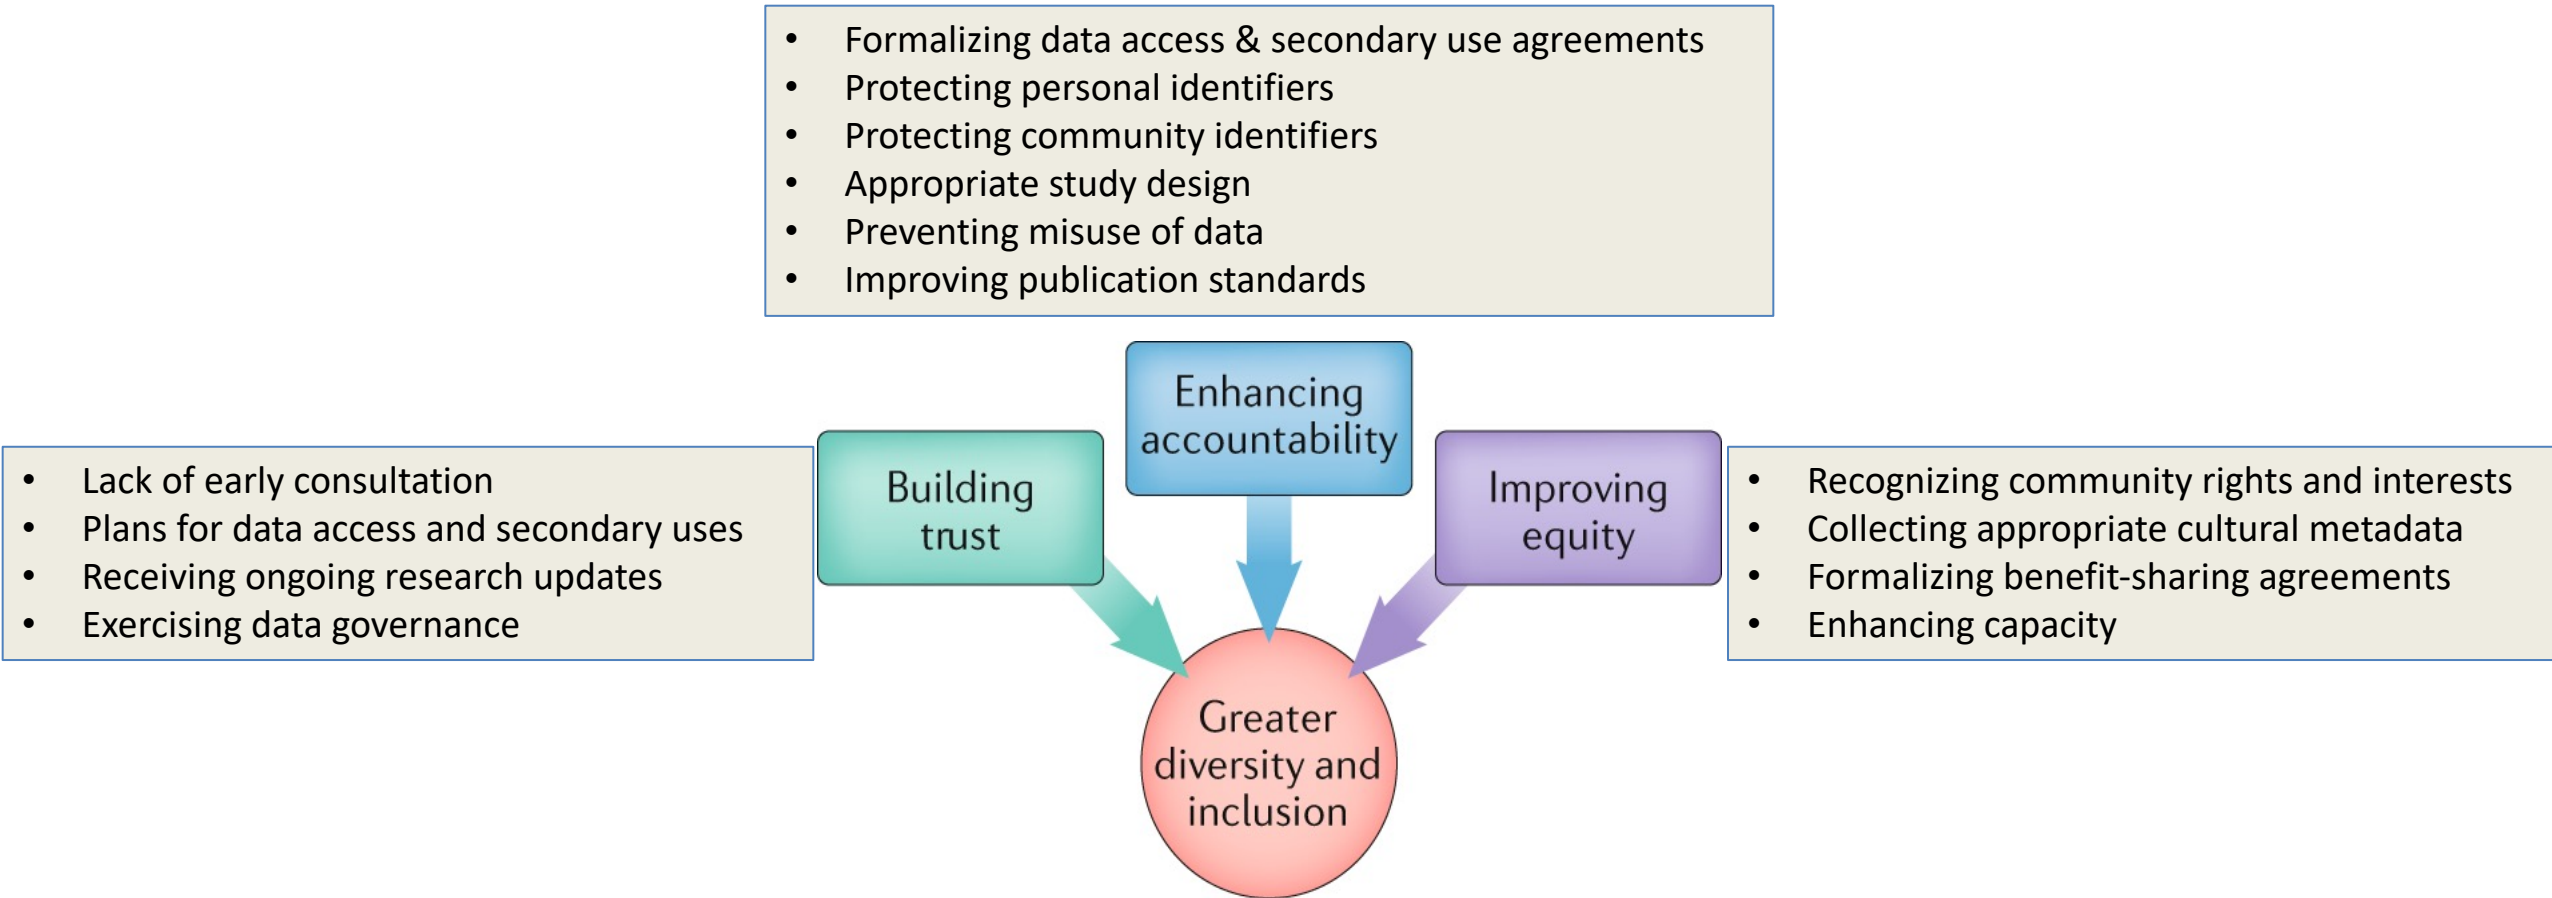 • Formalizing data access & secondary use agreements
• Protecting personal identifiers
• Protecting community identifiers
• Appropriate study design
• Preventing misuse of data
• Improving publication standards
Enhancing
accountability
Building
trust
Improving
equity
• Lack of early consultation
• Plans for data access and secondary uses
• Receiving ongoing research updates
• Exercising data governance
• Recognizing community rights and interests
• Collecting appropriate cultural metadata
• Formalizing benefit-sharing agreements
• Enhancing capacity
Greater
diversity and
inclusion